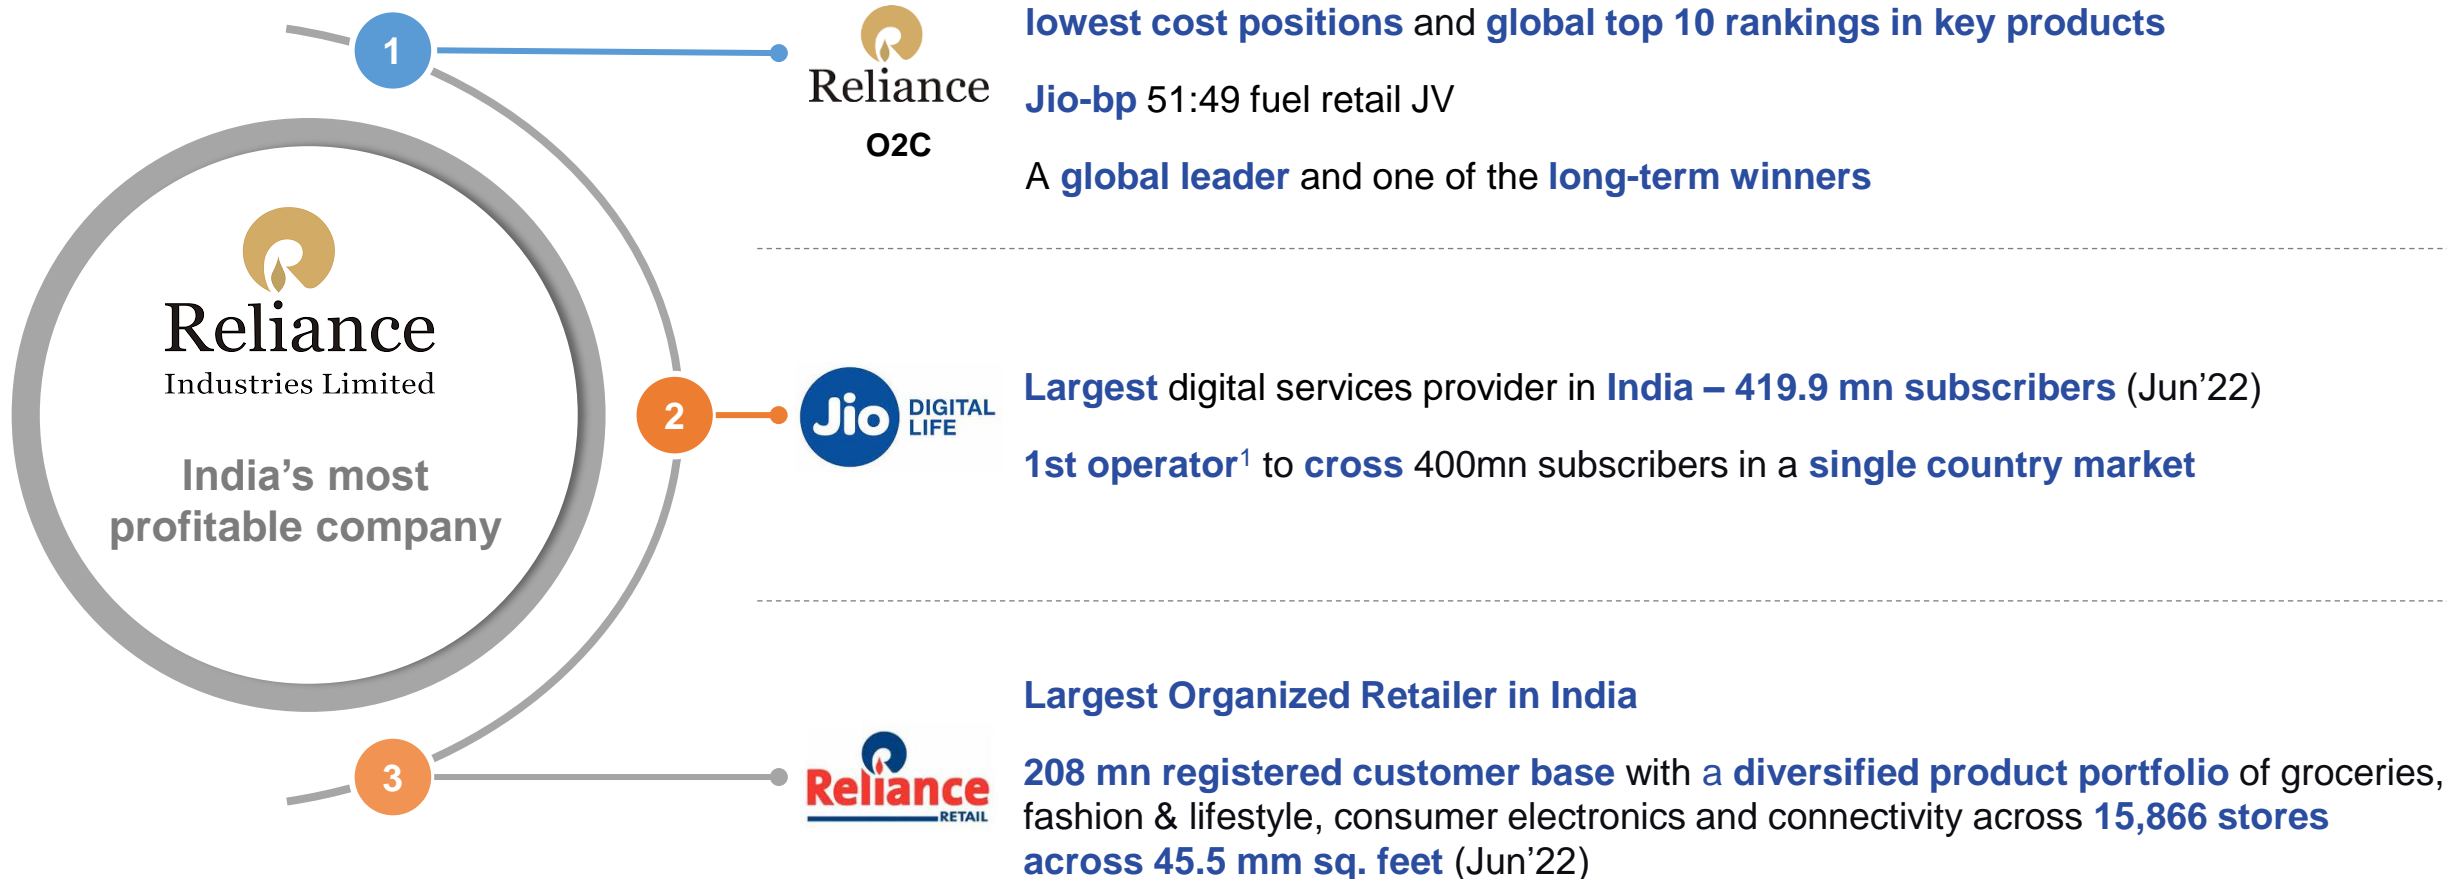 1
Reliance
O2C
lowest cost positions and global top 10 rankings in key products
Jio-bp 51:49 fuel retail JV
A global leader and one of the long-term winners
Reliance
Industries Limited
India’s most
profitable company
2
Jio DIGITAL
LIFE
Largest digital services provider in India – 419.9 mn subscribers (Jun’22)
1st operator¹ to cross 400mn subscribers in a single country market
3
Reliance
RETAIL
Largest Organized Retailer in India
208 mn registered customer base with a diversified product portfolio of groceries,
fashion & lifestyle, consumer electronics and connectivity across 15,866 stores
across 45.5 mm sq. feet (Jun’22)